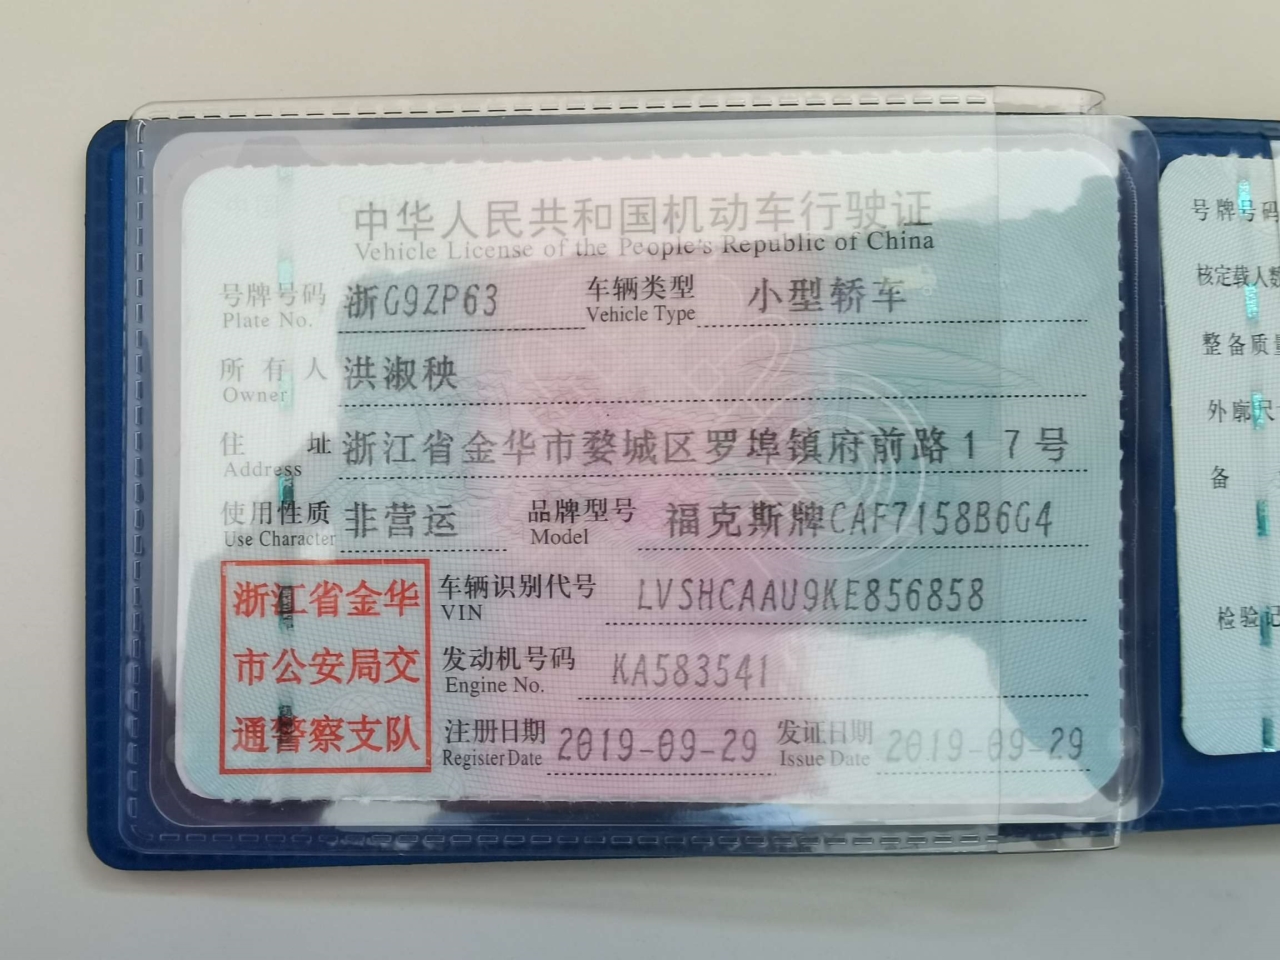 中华人民共和国机动车行驶证
Vehicle License of the People's Republic of China
号牌号码 浙G9ZP63 车辆类型 小型轿车
Plate No. Vehicle Type
所有人 洪淑秧
Owner
住址 浙江省金华市婺城区罗埠镇府前路17号
Address
使用性质 非营运 品牌型号 福克斯牌CAF7158B6G4
Use Character Model
浙江省金华
市公安局交
通警察支队
车辆识别代号 LVSHCAAU9KE856858
VIN
发动机号码 KA583541
Engine No.
注册日期 2019-09-29 发证日期 2019-09-29
Register Date Issue Date
号牌号码
核定载人数
整备质量
外廓尺
备
检验记